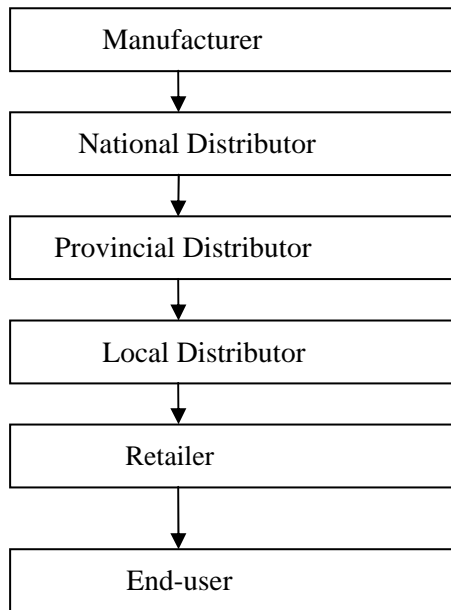 Manufacturer
National Distributor
Provincial Distributor
Local Distributor
Retailer
End-user